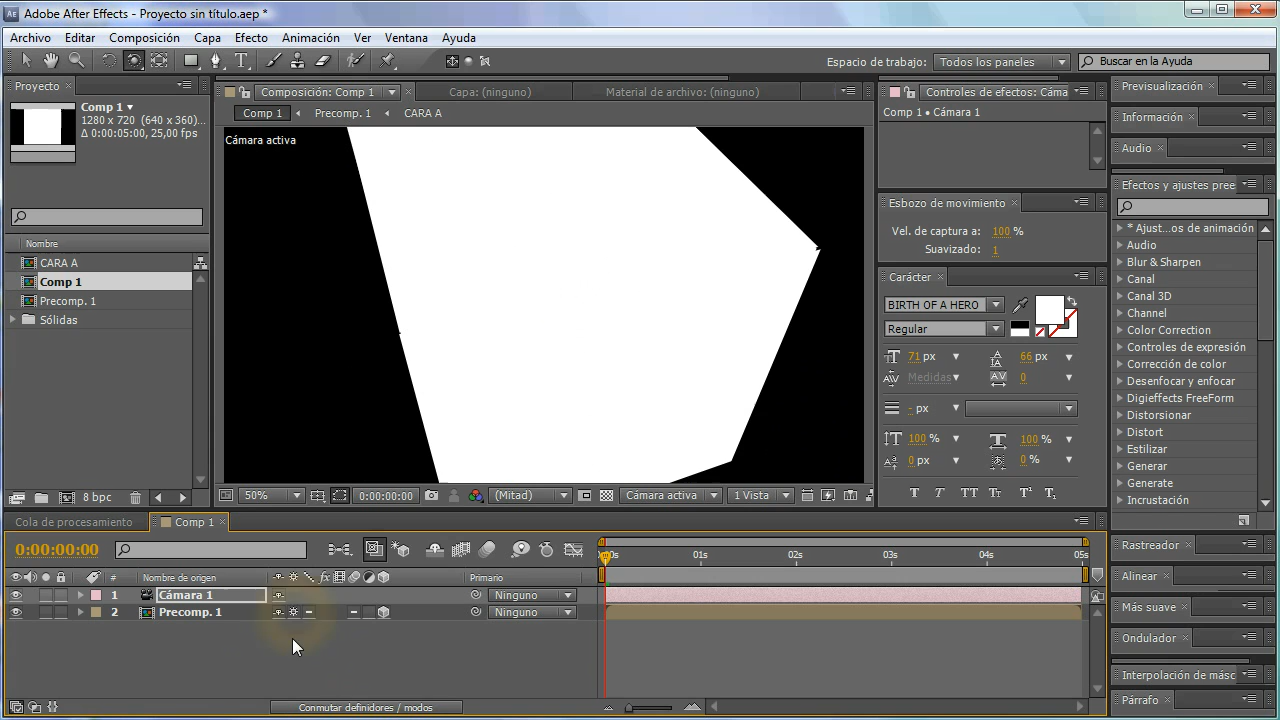 Adobe After Effects - Proyecto sin título.aep *
Archivo Editar Composición Capa Efecto Animación Ver Ventana Ayuda
Espacio de trabajo: Todos los paneles Buscar en la Ayuda
Proyecto
Comp 1
1280 x 720 (640 x 360)...
Δ 0:00:05:00, 25,00 fps
Nombre
CARA A
Comp 1
Precomp. 1
Sólidas
8 bpc
Composición: Comp 1 Capa: (ninguno) Material de archivo: (ninguno)
Comp 1 Precomp. 1 CARA A
Cámara activa
50% 0:00:00:00 (Mitad) Cámara activa 1 Vista
Controles de efectos: Cáma
Comp 1 • Cámara 1
Esbozo de movimiento
Vel. de captura a: 100 %
Suavizado: 1
Carácter
BIRTH OF A HERO
Regular
71 px 66 px
Medidas 0
- px
100 % 100 %
0 px 0 %
T T TT Tt T¹ T₁
Previsualización
Información
Audio
Efectos y ajustes pree
* Ajust...os de animación
Audio
Blur & Sharpen
Canal
Canal 3D
Channel
Color Correction
Controles de expresión
Corrección de color
Desenfocar y enfocar
Digieffects FreeForm
Distorsionar
Distort
Estilizar
Generar
Generate
Incrustación
Rastreador
Alinear
Más suave
Ondulador
Interpolación de másc
Párrafo
Cola de procesamiento Comp 1
0:00:00:00
# Nombre de origen fx Primario
1 Cámara 1 Ninguno
2 Precomp. 1 Ninguno
01s 02s 03s 04s 05s
Conmutar definidores / modos